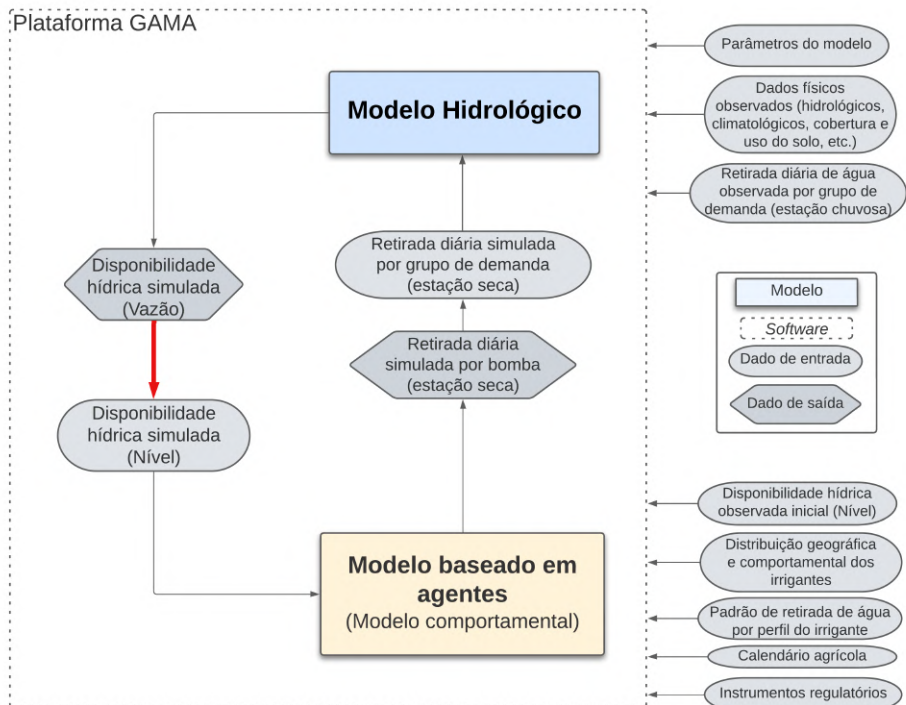 Plataforma GAMA
Modelo Hidrológico
Disponibilidade
hídrica simulada
(Vazão)
Disponibilidade
hídrica simulada
(Nível)
Retirada diária simulada
por grupo de demanda
(estação seca)
Retirada diária
simulada por bomba
(estação seca)
Modelo baseado em
agentes
(Modelo comportamental)
Parâmetros do modelo
Dados físicos
observados (hidrológicos,
climatológicos, cobertura e
uso do solo, etc.)
Retirada diária de água
observada por grupo de
demanda (estação chuvosa)
Modelo
Software
Dado de entrada
Dado de saída
Disponibilidade hídrica
observada inicial (Nível)
Distribuição geográfica
e comportamental dos
irrigantes
Padrão de retirada de água
por perfil do irrigante
Calendário agrícola
Instrumentos regulatórios